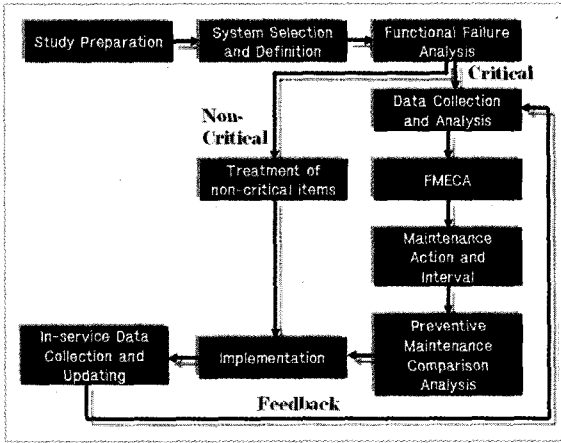 Study Preparation
System Selection
and Definition
Functional Failure
Analysis
Critical
Non-
Critical
Data Collection
and Analysis
Treatment of
non-critical items
FMECA
Maintenance
Action and
Interval
In-service Data
Collection and
Updating
Implementation
Preventive
Maintenance
Comparison
Analysis
Feedback